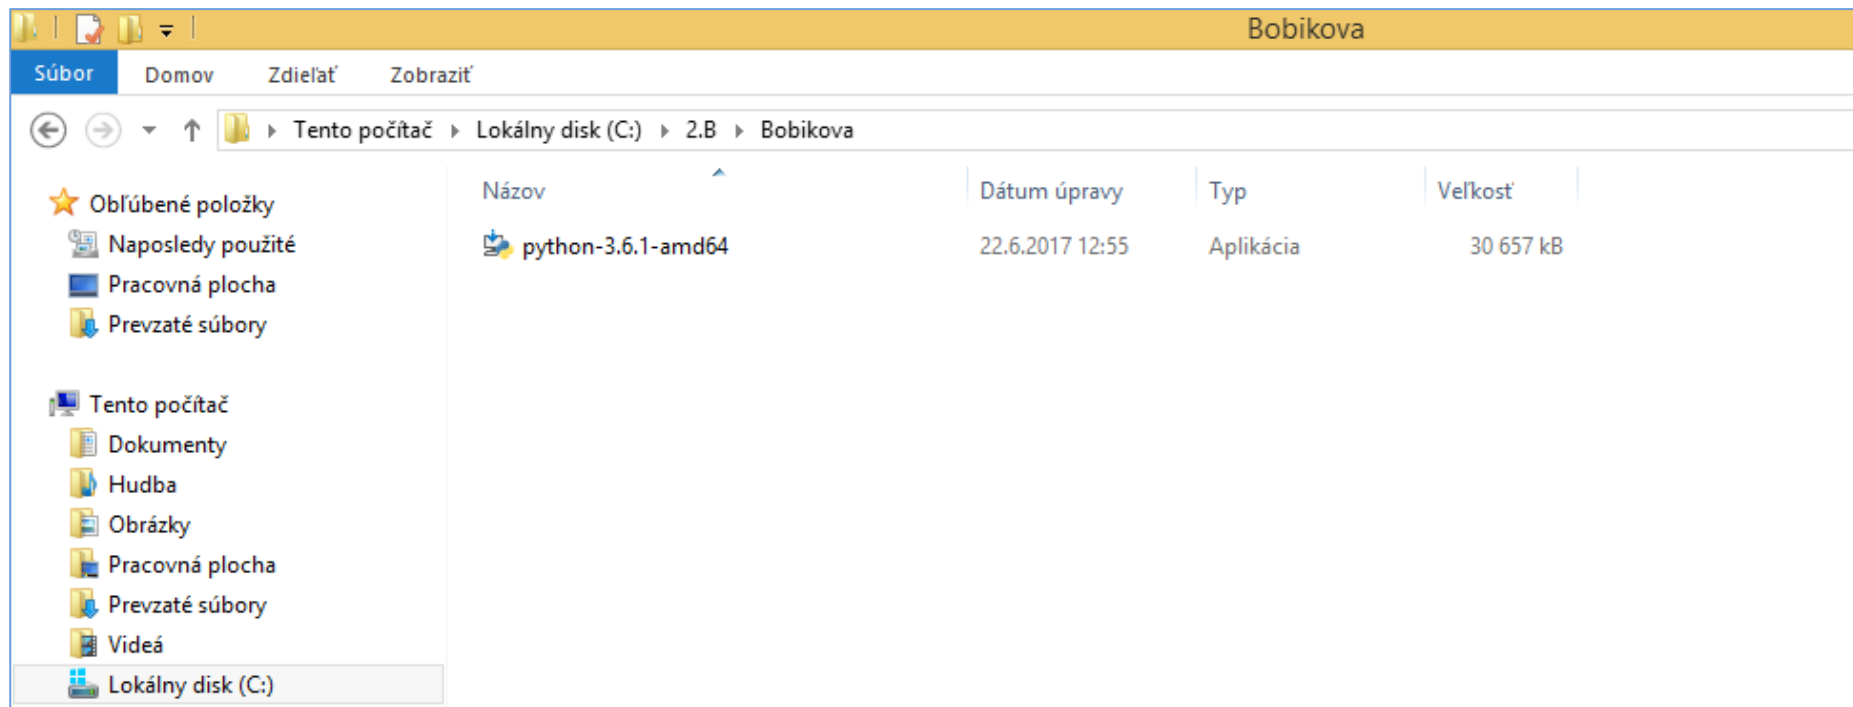 Bobikova
Súbor Domov Zdieľať Zobraziť
Tento počítač Lokálny disk (C:) 2.B Bobikova
Obľúbené položky
Naposledy použité
Pracovná plocha
Prevzaté súbory
Tento počítač
Dokumenty
Hudba
Obrázky
Pracovná plocha
Prevzaté súbory
Videá
Lokálny disk (C:)
Názov Dátum úpravy Typ Veľkosť
python-3.6.1-amd64 22.6.2017 12:55 Aplikácia 30 657 kB